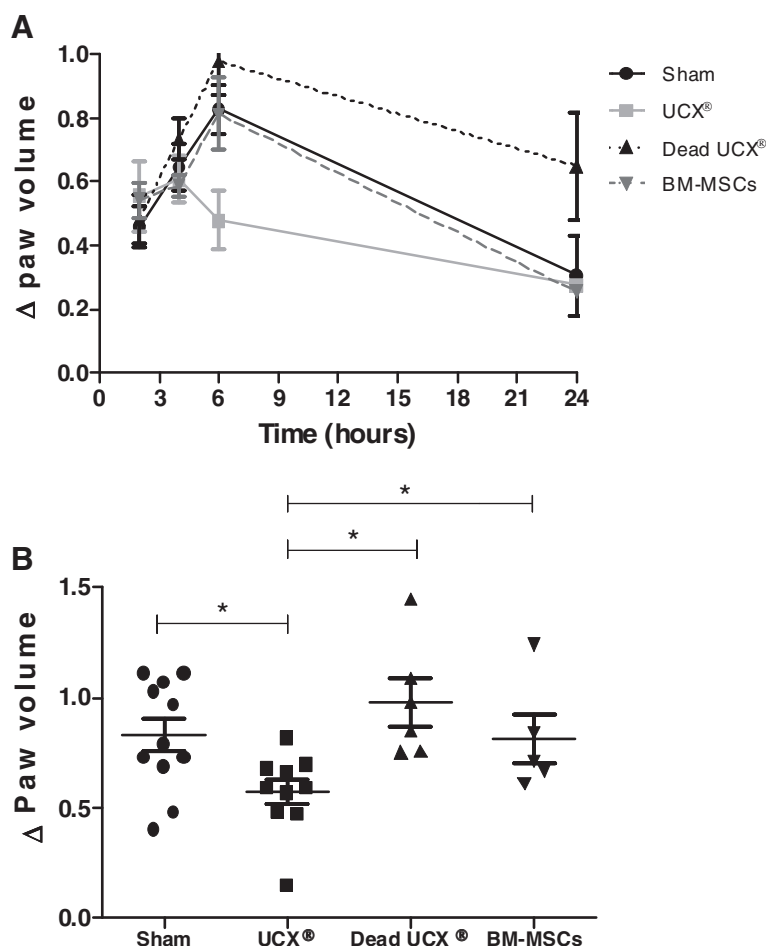 A
Δ paw volume
1.0
0.8
0.6
0.4
0.2
0.0
0 3 6 9 12 15 18 21 24
Time (hours)
Sham
UCX®
Dead UCX®
BM-MSCs
*
*
B
*
Δ Paw volume
1.5
1.0
0.5
0.0
Sham UCX® Dead UCX® BM-MSCs